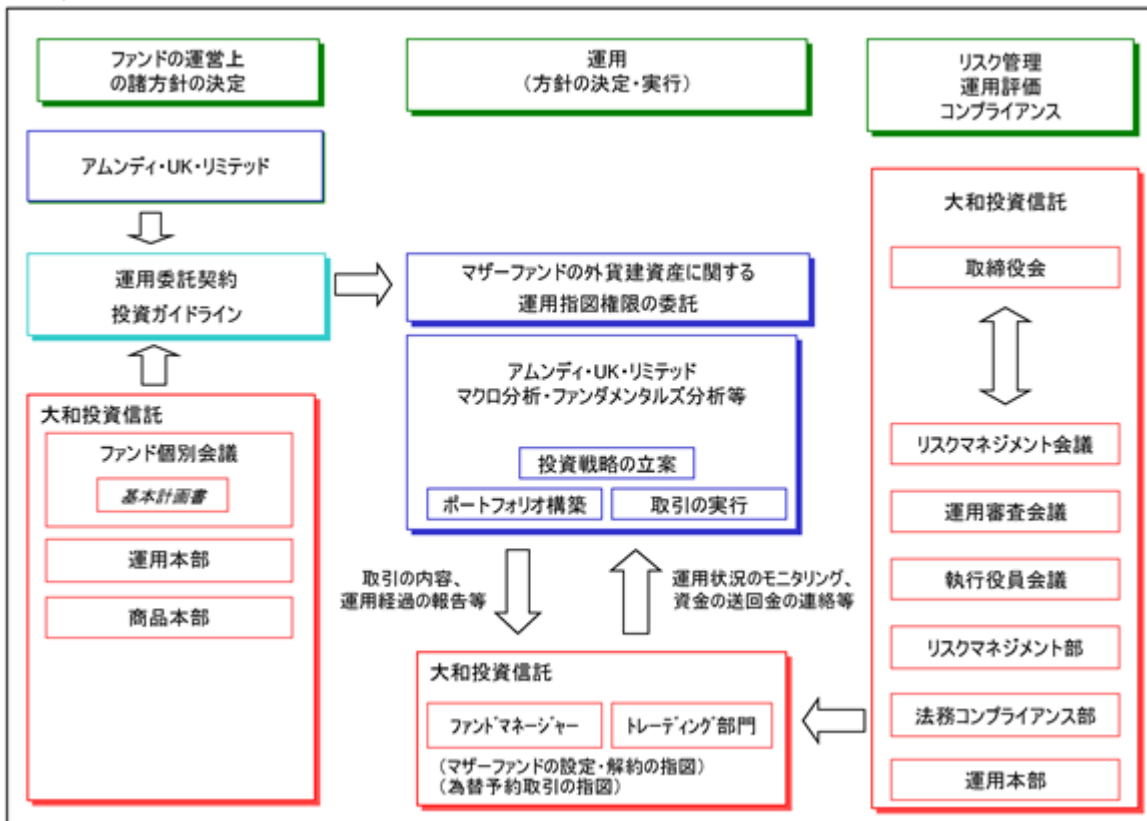 ファンドの運営上
の諸方針の決定
運用
(方針の決定・実行)
リスク管理
運用評価
コンプライアンス
アムンディ・UK・リミテッド
運用委託契約
投資ガイドライン
マザーファンドの外貨建資産に関する
運用指図権限の委託
アムンディ・UK・リミテッド
マクロ分析・ファンダメンタルズ分析等
投資戦略の立案
ポートフォリオ構築
取引の実行
大和投資信託
ファンド個別会議
基本計画書
運用本部
商品本部
取引の内容、
運用経過の報告等
運用状況のモニタリング、
資金の送回金の連絡等
大和投資信託
ファンドマネージャー
トレーディング部門
(マザーファンドの設定・解約の指図)
(為替予約取引の指図)
大和投資信託
取締役会
リスクマネジメント会議
運用審査会議
執行役員会議
リスクマネジメント部
法務コンプライアンス部
運用本部